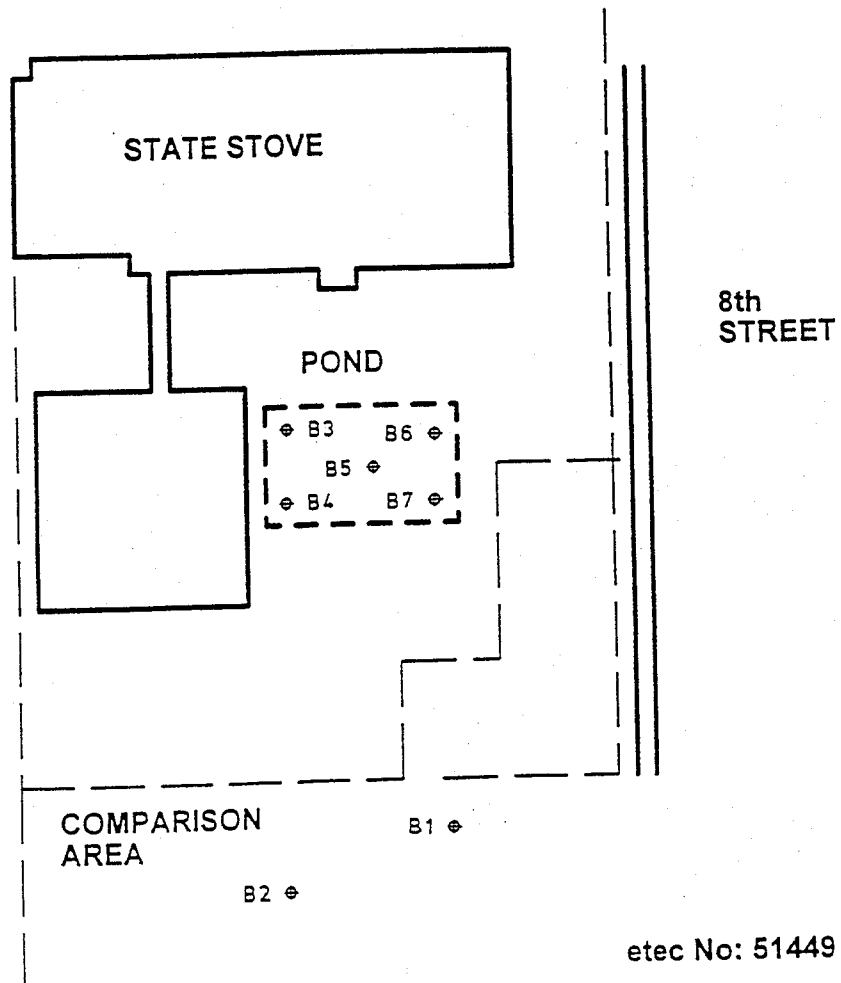 STATE STOVE
8th
STREET
POND
B3
B6
B5
B4
B7
COMPARISON
AREA
B1
B2
etec No: 51449